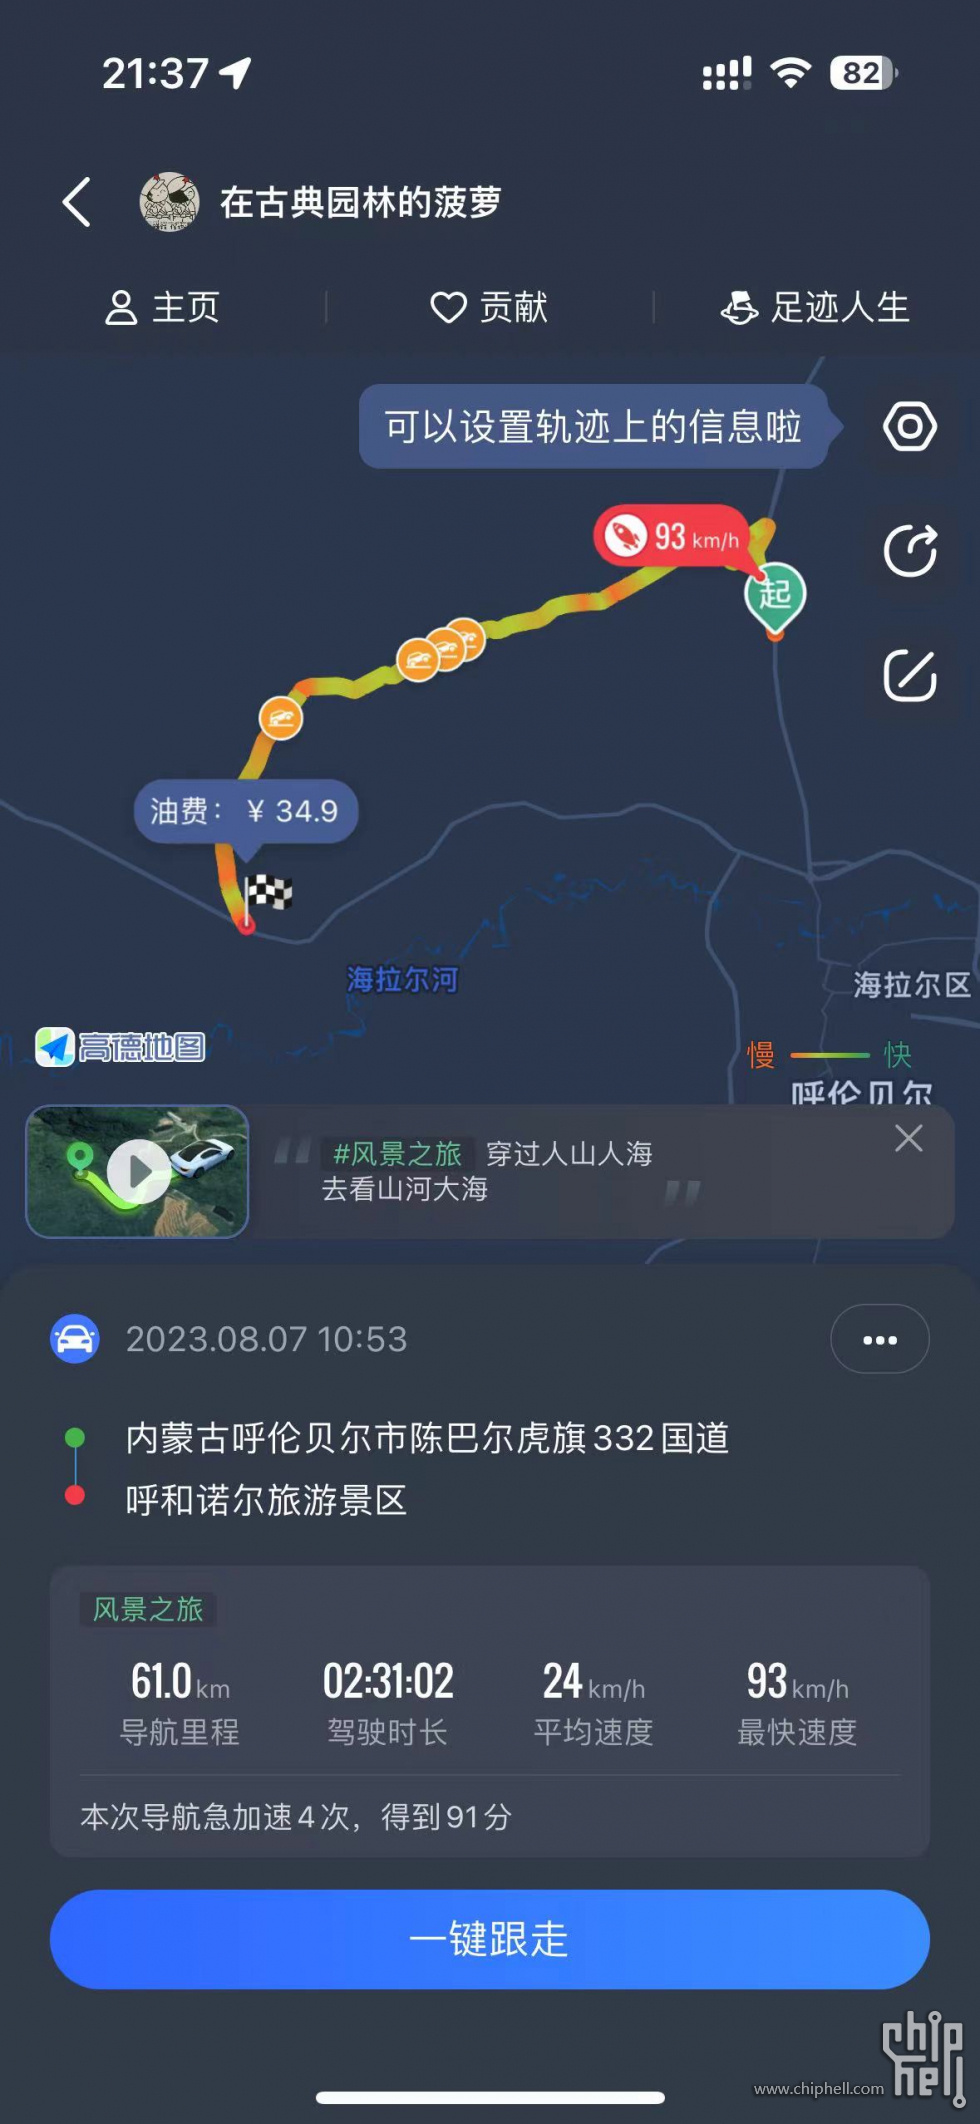 21:37
82
在古典园林的菠萝
主页
贡献
足迹人生
可以设置轨迹上的信息啦
93 km/h
起
油费： ¥ 34.9
海拉尔河
海拉尔区
高德地图
慢
快
呼伦贝尔
#风景之旅 穿过人山人海
去看山河大海
2023.08.07 10:53
内蒙古呼伦贝尔市陈巴尔虎旗332国道
呼和诺尔旅游景区
风景之旅
61.0 km
02:31:02
24 km/h
93 km/h
导航里程
驾驶时长
平均速度
最快速度
本次导航急加速4次，得到91分
一键跟走
chip
hell
www.chiphell.com